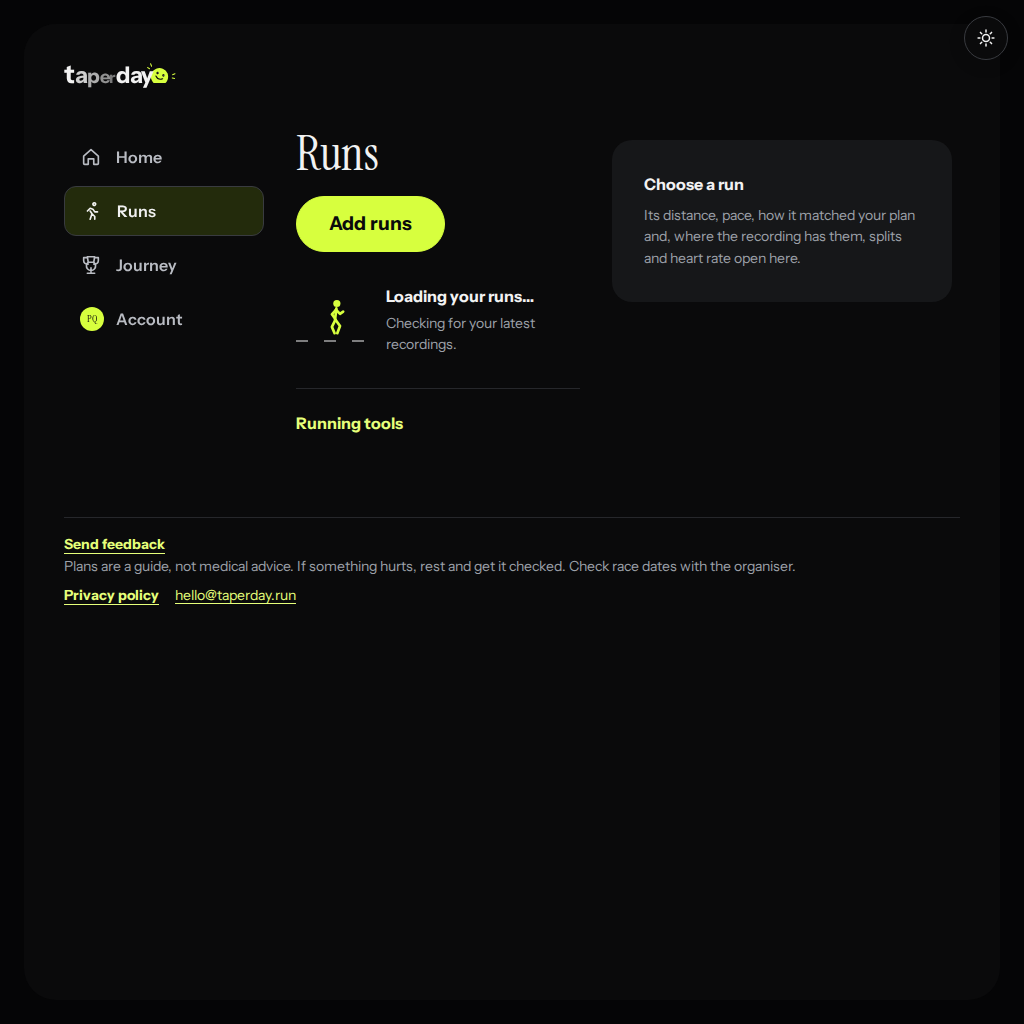 taperday
Home
Runs
Journey
PQ
Account
Runs
Add runs
Loading your runs...
Checking for your latest
recordings.
Running tools
Choose a run
Its distance, pace, how it matched your plan
and, where the recording has them, splits
and heart rate open here.
Send feedback
Plans are a guide, not medical advice. If something hurts, rest and get it checked. Check race dates with the organiser.
Privacy policy hello@taperday.run